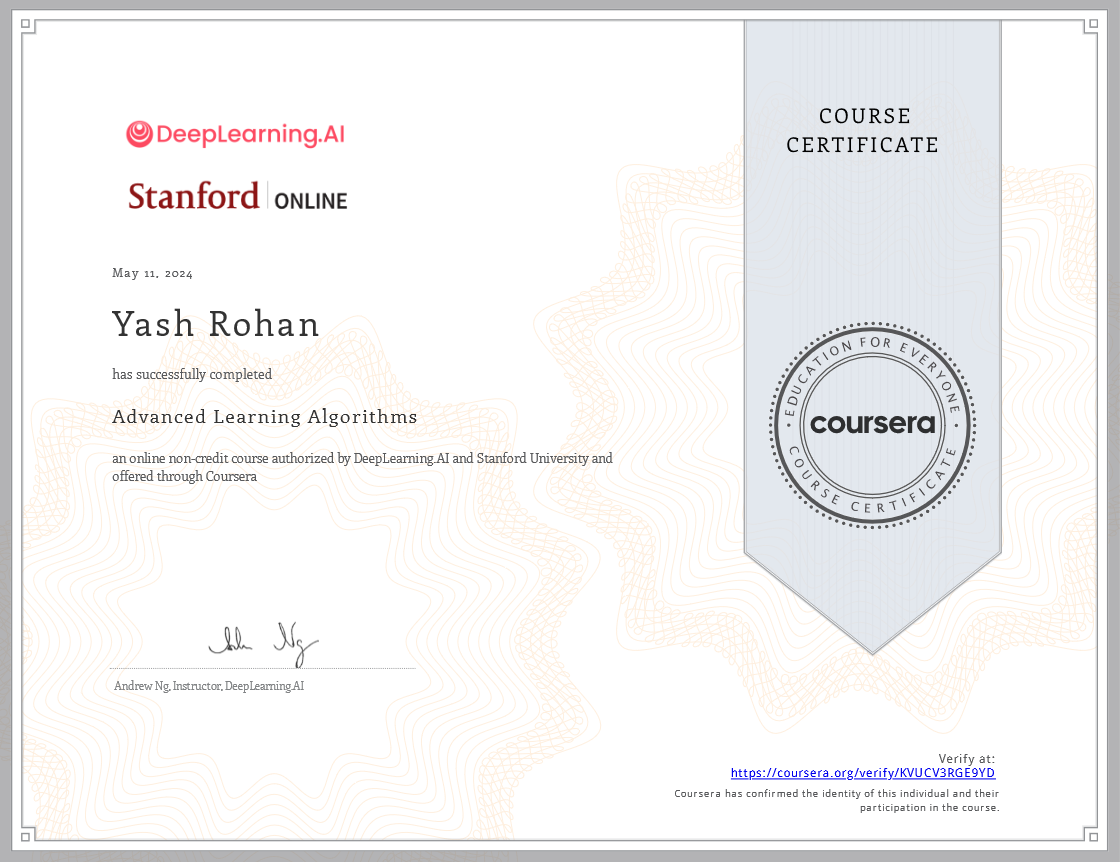 DeepLearning.AI
Stanford ONLINE
COURSE
CERTIFICATE
May 11, 2024
Yash Rohan
has successfully completed
Advanced Learning Algorithms
an online non-credit course authorized by DeepLearning.AI and Stanford University and
offered through Coursera
EDUCATION FOR EVERYONE
coursera
COURSE CERTIFICATE
Andrew Ng, Instructor, DeepLearning.AI
Verify at:
https://coursera.org/verify/KVUCV3RGE9YD
Coursera has confirmed the identity of this individual and their
participation in the course.